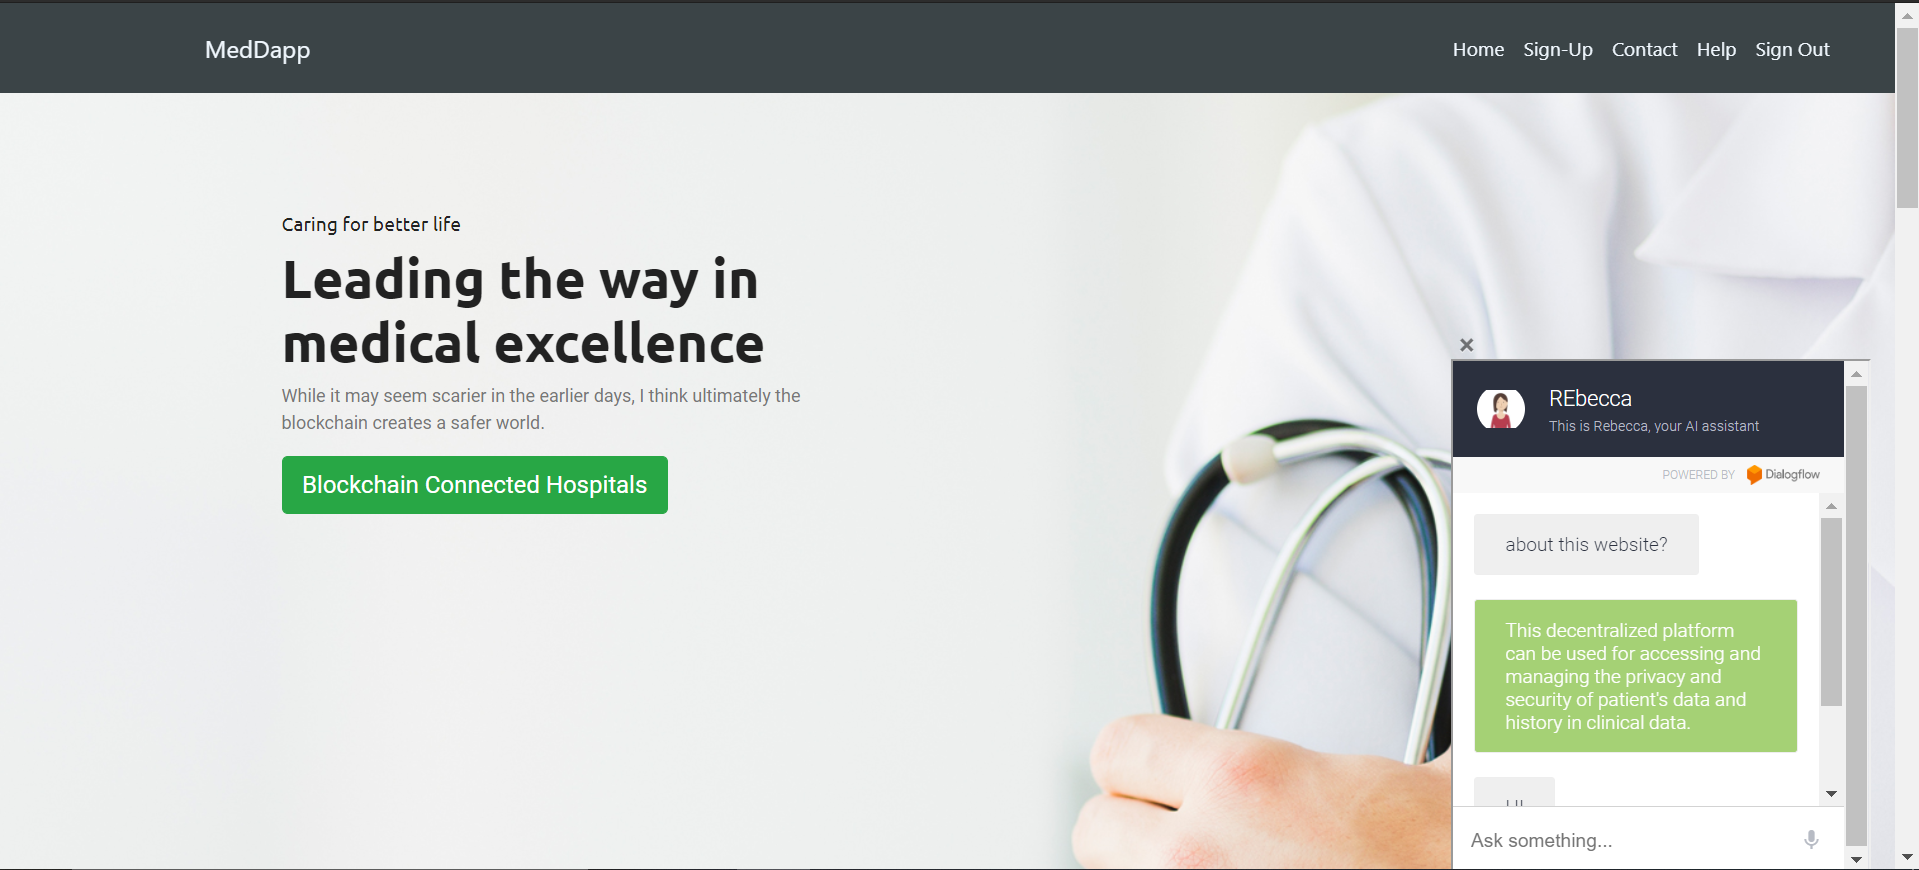 MedDapp
Home Sign-Up Contact Help Sign Out
Caring for better life
Leading the way in
medical excellence
While it may seem scarier in the earlier days, I think ultimately the
blockchain creates a safer world.
Blockchain Connected Hospitals
REbecca
This is Rebecca, your AI assistant
POWERED BY Dialogflow
about this website?
This decentralized platform
can be used for accessing and
managing the privacy and
security of patient's data and
history in clinical data.
Ask something...